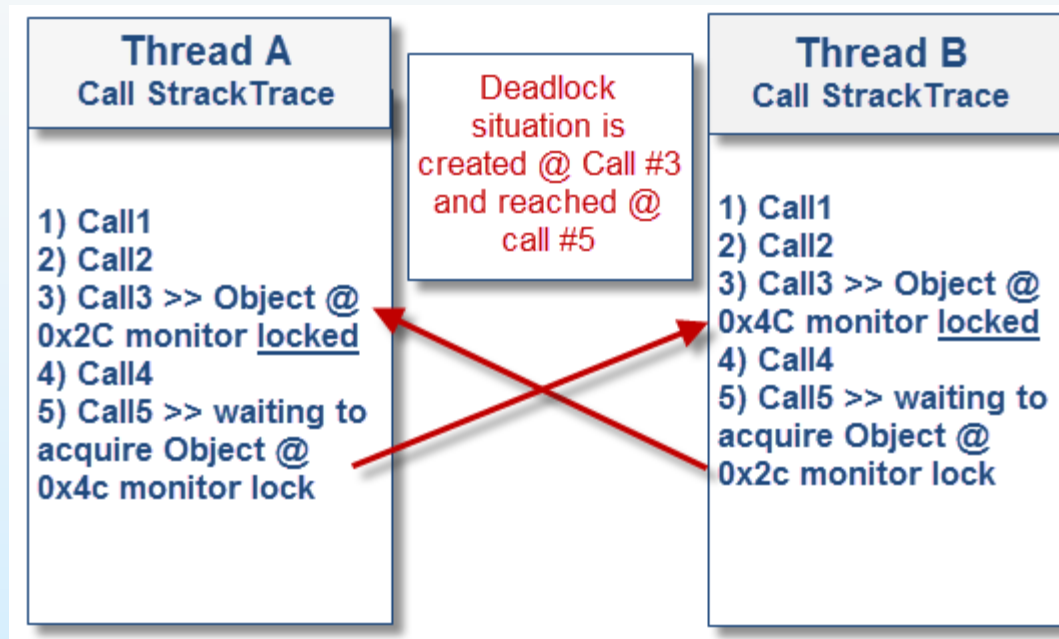 Thread A
Call StrackTrace
1) Call1
2) Call2
3) Call3 >> Object @
0x2C monitor locked
4) Call4
5) Call5 >> waiting to
acquire Object @
0x4c monitor lock
Deadlock
situation is
created @ Call #3
and reached @
call #5
Thread B
Call StrackTrace
1) Call1
2) Call2
3) Call3 >> Object @
0x4C monitor locked
4) Call4
5) Call5 >> waiting to
acquire Object @
0x2c monitor lock